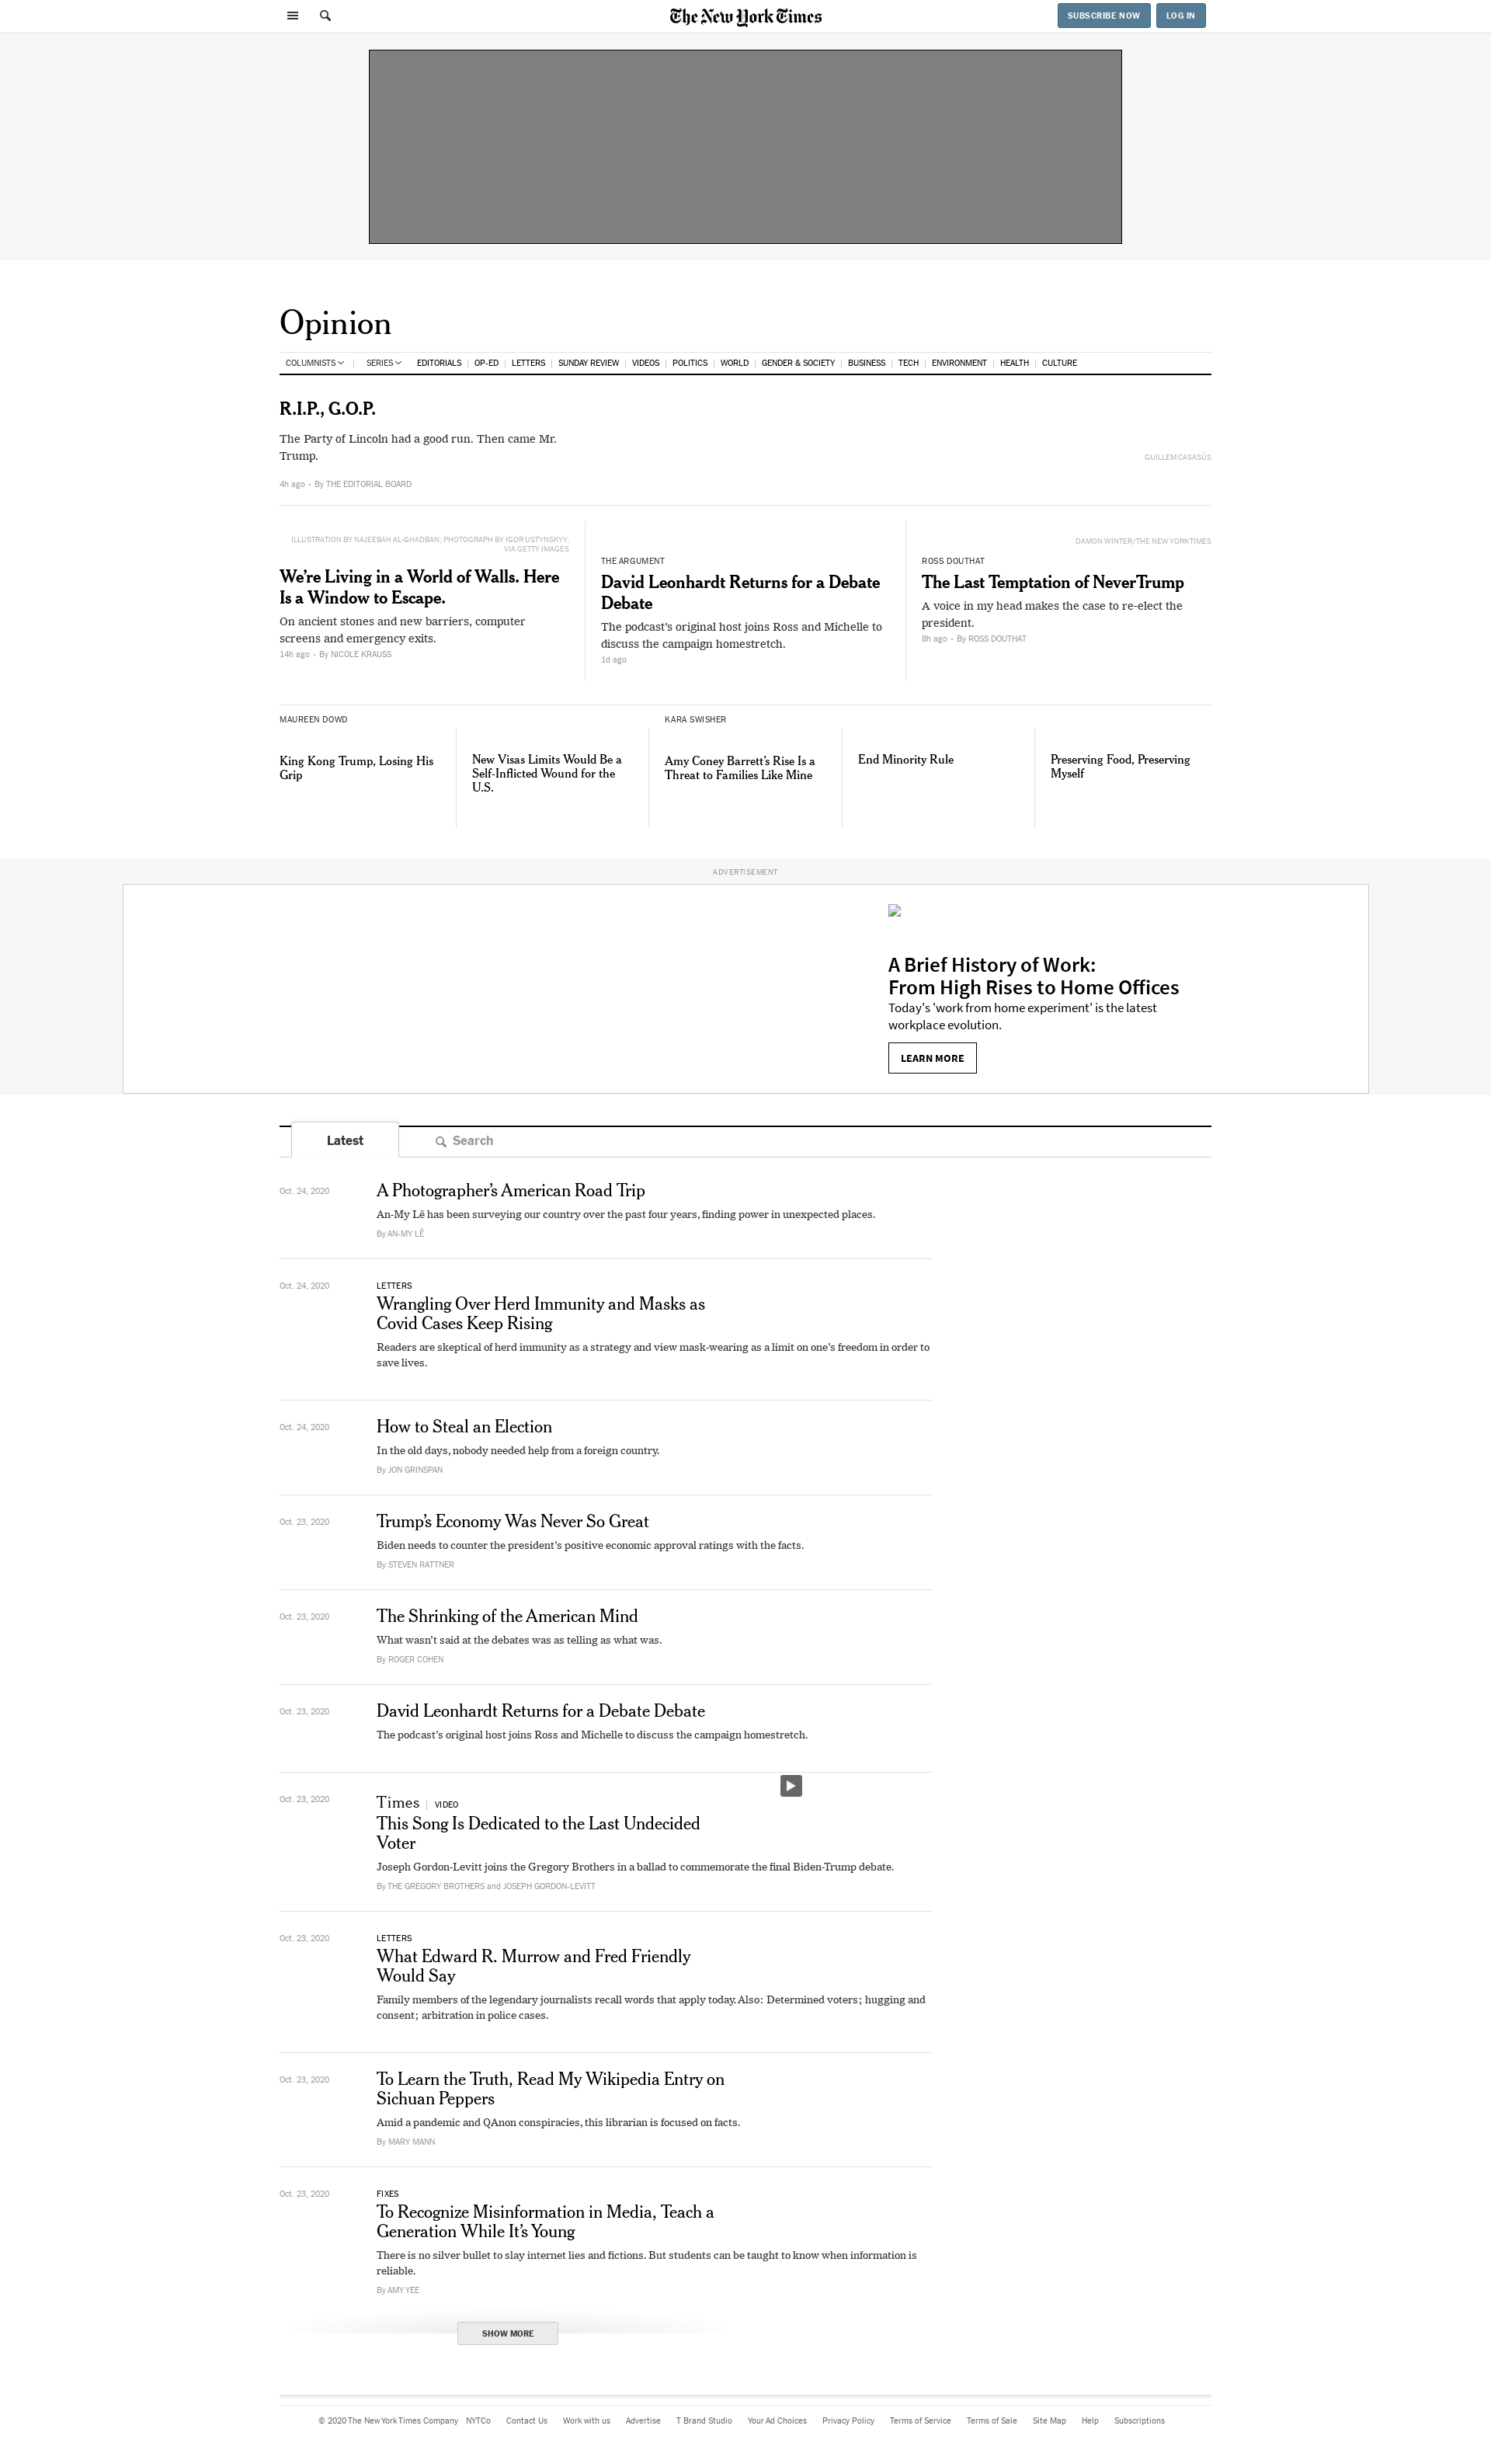 The New York Times
SUBSCRIBE NOW
LOG IN
Opinion
COLUMNISTS
SERIES
EDITORIALS
OP-ED
LETTERS
SUNDAY REVIEW
VIDEOS
POLITICS
WORLD
GENDER & SOCIETY
BUSINESS
TECH
ENVIRONMENT
HEALTH
CULTURE
R.I.P., G.O.P.
The Party of Lincoln had a good run. Then came Mr.
Trump.
GUILLEM CASASÚS
4h ago • By THE EDITORIAL BOARD
ILLUSTRATION BY NAJEEBAH AL-GHADBAN; PHOTOGRAPH BY IGOR USTYNSKYY,
VIA GETTY IMAGES
We’re Living in a World of Walls. Here
Is a Window to Escape.
On ancient stones and new barriers, computer
screens and emergency exits.
14h ago • By NICOLE KRAUSS
THE ARGUMENT
David Leonhardt Returns for a Debate
Debate
The podcast’s original host joins Ross and Michelle to
discuss the campaign homestretch.
1d ago
DAMON WINTER/THE NEW YORK TIMES
ROSS DOUTHAT
The Last Temptation of NeverTrump
A voice in my head makes the case to re-elect the
president.
8h ago • By ROSS DOUTHAT
MAUREEN DOWD
King Kong Trump, Losing His
Grip
New Visas Limits Would Be a
Self-Inflicted Wound for the
U.S.
KARA SWISHER
Amy Coney Barrett’s Rise Is a
Threat to Families Like Mine
End Minority Rule
Preserving Food, Preserving
Myself
ADVERTISEMENT
A Brief History of Work:
From High Rises to Home Offices
Today's 'work from home experiment' is the latest
workplace evolution.
LEARN MORE
Latest
Search
Oct. 24, 2020
A Photographer’s American Road Trip
An-My Lê has been surveying our country over the past four years, finding power in unexpected places.
By AN-MY LÊ
Oct. 24, 2020
LETTERS
Wrangling Over Herd Immunity and Masks as
Covid Cases Keep Rising
Readers are skeptical of herd immunity as a strategy and view mask-wearing as a limit on one’s freedom in order to
save lives.
Oct. 24, 2020
How to Steal an Election
In the old days, nobody needed help from a foreign country.
By JON GRINSPAN
Oct. 23, 2020
Trump’s Economy Was Never So Great
Biden needs to counter the president’s positive economic approval ratings with the facts.
By STEVEN RATTNER
Oct. 23, 2020
The Shrinking of the American Mind
What wasn’t said at the debates was as telling as what was.
By ROGER COHEN
Oct. 23, 2020
David Leonhardt Returns for a Debate Debate
The podcast’s original host joins Ross and Michelle to discuss the campaign homestretch.
Oct. 23, 2020
Times | VIDEO
This Song Is Dedicated to the Last Undecided
Voter
Joseph Gordon-Levitt joins the Gregory Brothers in a ballad to commemorate the final Biden-Trump debate.
By THE GREGORY BROTHERS and JOSEPH GORDON-LEVITT
Oct. 23, 2020
LETTERS
What Edward R. Murrow and Fred Friendly
Would Say
Family members of the legendary journalists recall words that apply today. Also: Determined voters; hugging and
consent; arbitration in police cases.
Oct. 23, 2020
To Learn the Truth, Read My Wikipedia Entry on
Sichuan Peppers
Amid a pandemic and QAnon conspiracies, this librarian is focused on facts.
By MARY MANN
Oct. 23, 2020
FIXES
To Recognize Misinformation in Media, Teach a
Generation While It’s Young
There is no silver bullet to slay internet lies and fictions. But students can be taught to know when information is
reliable.
By AMY YEE
SHOW MORE
© 2020 The New York Times Company
NYTCo
Contact Us
Work with us
Advertise
T Brand Studio
Your Ad Choices
Privacy Policy
Terms of Service
Terms of Sale
Site Map
Help
Subscriptions